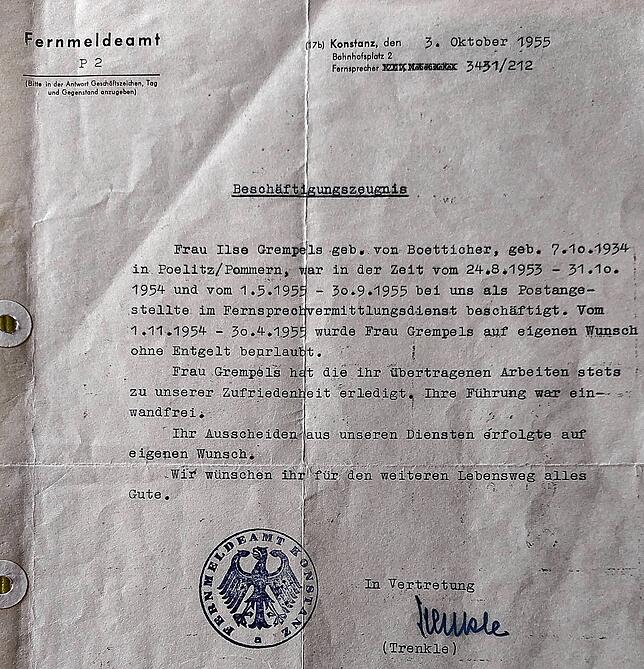 Fernmeldeamt
P 2
(Bitte in der Antwort Geschäftszeichen, Tag
und Gegenstand anzugeben)
(17b) Konstanz, den 3. Oktober 1955
Bahnhofsplatz 2
Fernsprecher 3431/212
Beschäftigungszeugnis
Frau Ilse Grempels geb. von Boetticher, geb. 7.1o.1934
in Poelitz/Pommern, war in der Zeit vom 24.8.1953 - 31.1o.
1954 und vom 1.5.1955 - 3o.9.1955 bei uns als Postange-
stellte im Fernsprechvermittlungsdienst beschäftigt. Vom
1.11.1954 - 3o.4.1955 wurde Frau Grempels auf eigenen Wunsch
ohne Entgelt beurlaubt.
Frau Grempels hat die ihr übertragenen Arbeiten stets
zu unserer Zufriedenheit erledigt. Ihre Führung war ein-
wandfrei.
Ihr Ausscheiden aus unseren Diensten erfolgte auf
eigenen Wunsch.
Wir wünschen ihr für den weiteren Lebensweg alles
Gute.
FERNMELDEAMT KONSTANZ
a
In Vertretung
Trenkle
(Trenkle)